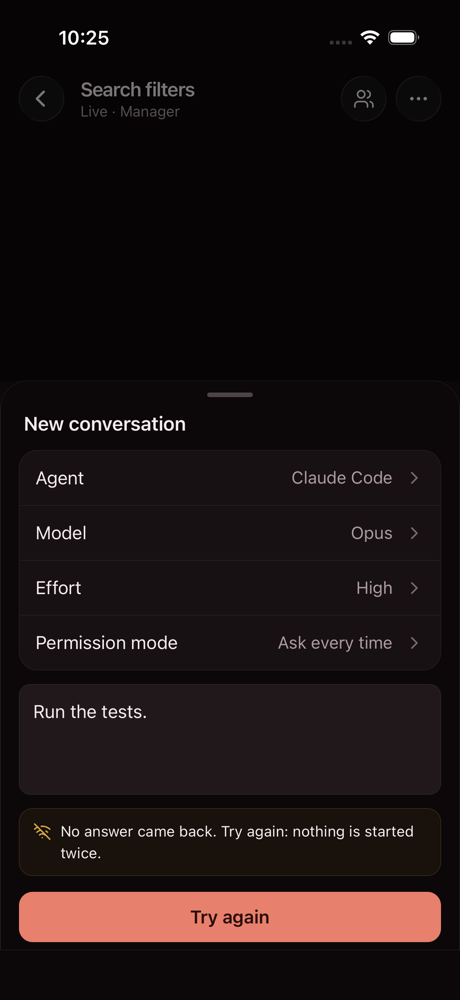 10:25
Search filters
Live · Manager
New conversation
Agent
Claude Code
Model
Opus
Effort
High
Permission mode
Ask every time
Run the tests.
No answer came back. Try again: nothing is started
twice.
Try again